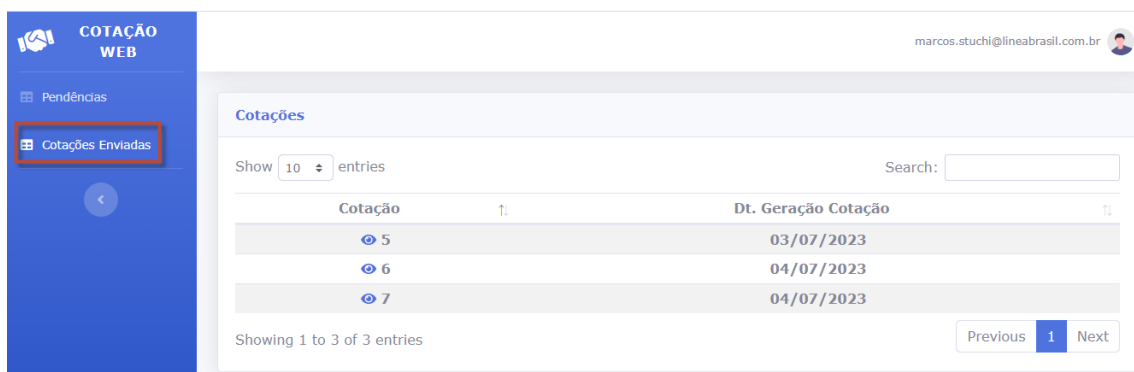 COTAÇÃO
WEB
marcos.stuchi@lineabrasil.com.br
Pendências
Cotações Enviadas
Cotações
Show 10 entries
Search:
Cotação Dt. Geração Cotação
5 03/07/2023
6 04/07/2023
7 04/07/2023
Showing 1 to 3 of 3 entries
Previous 1 Next